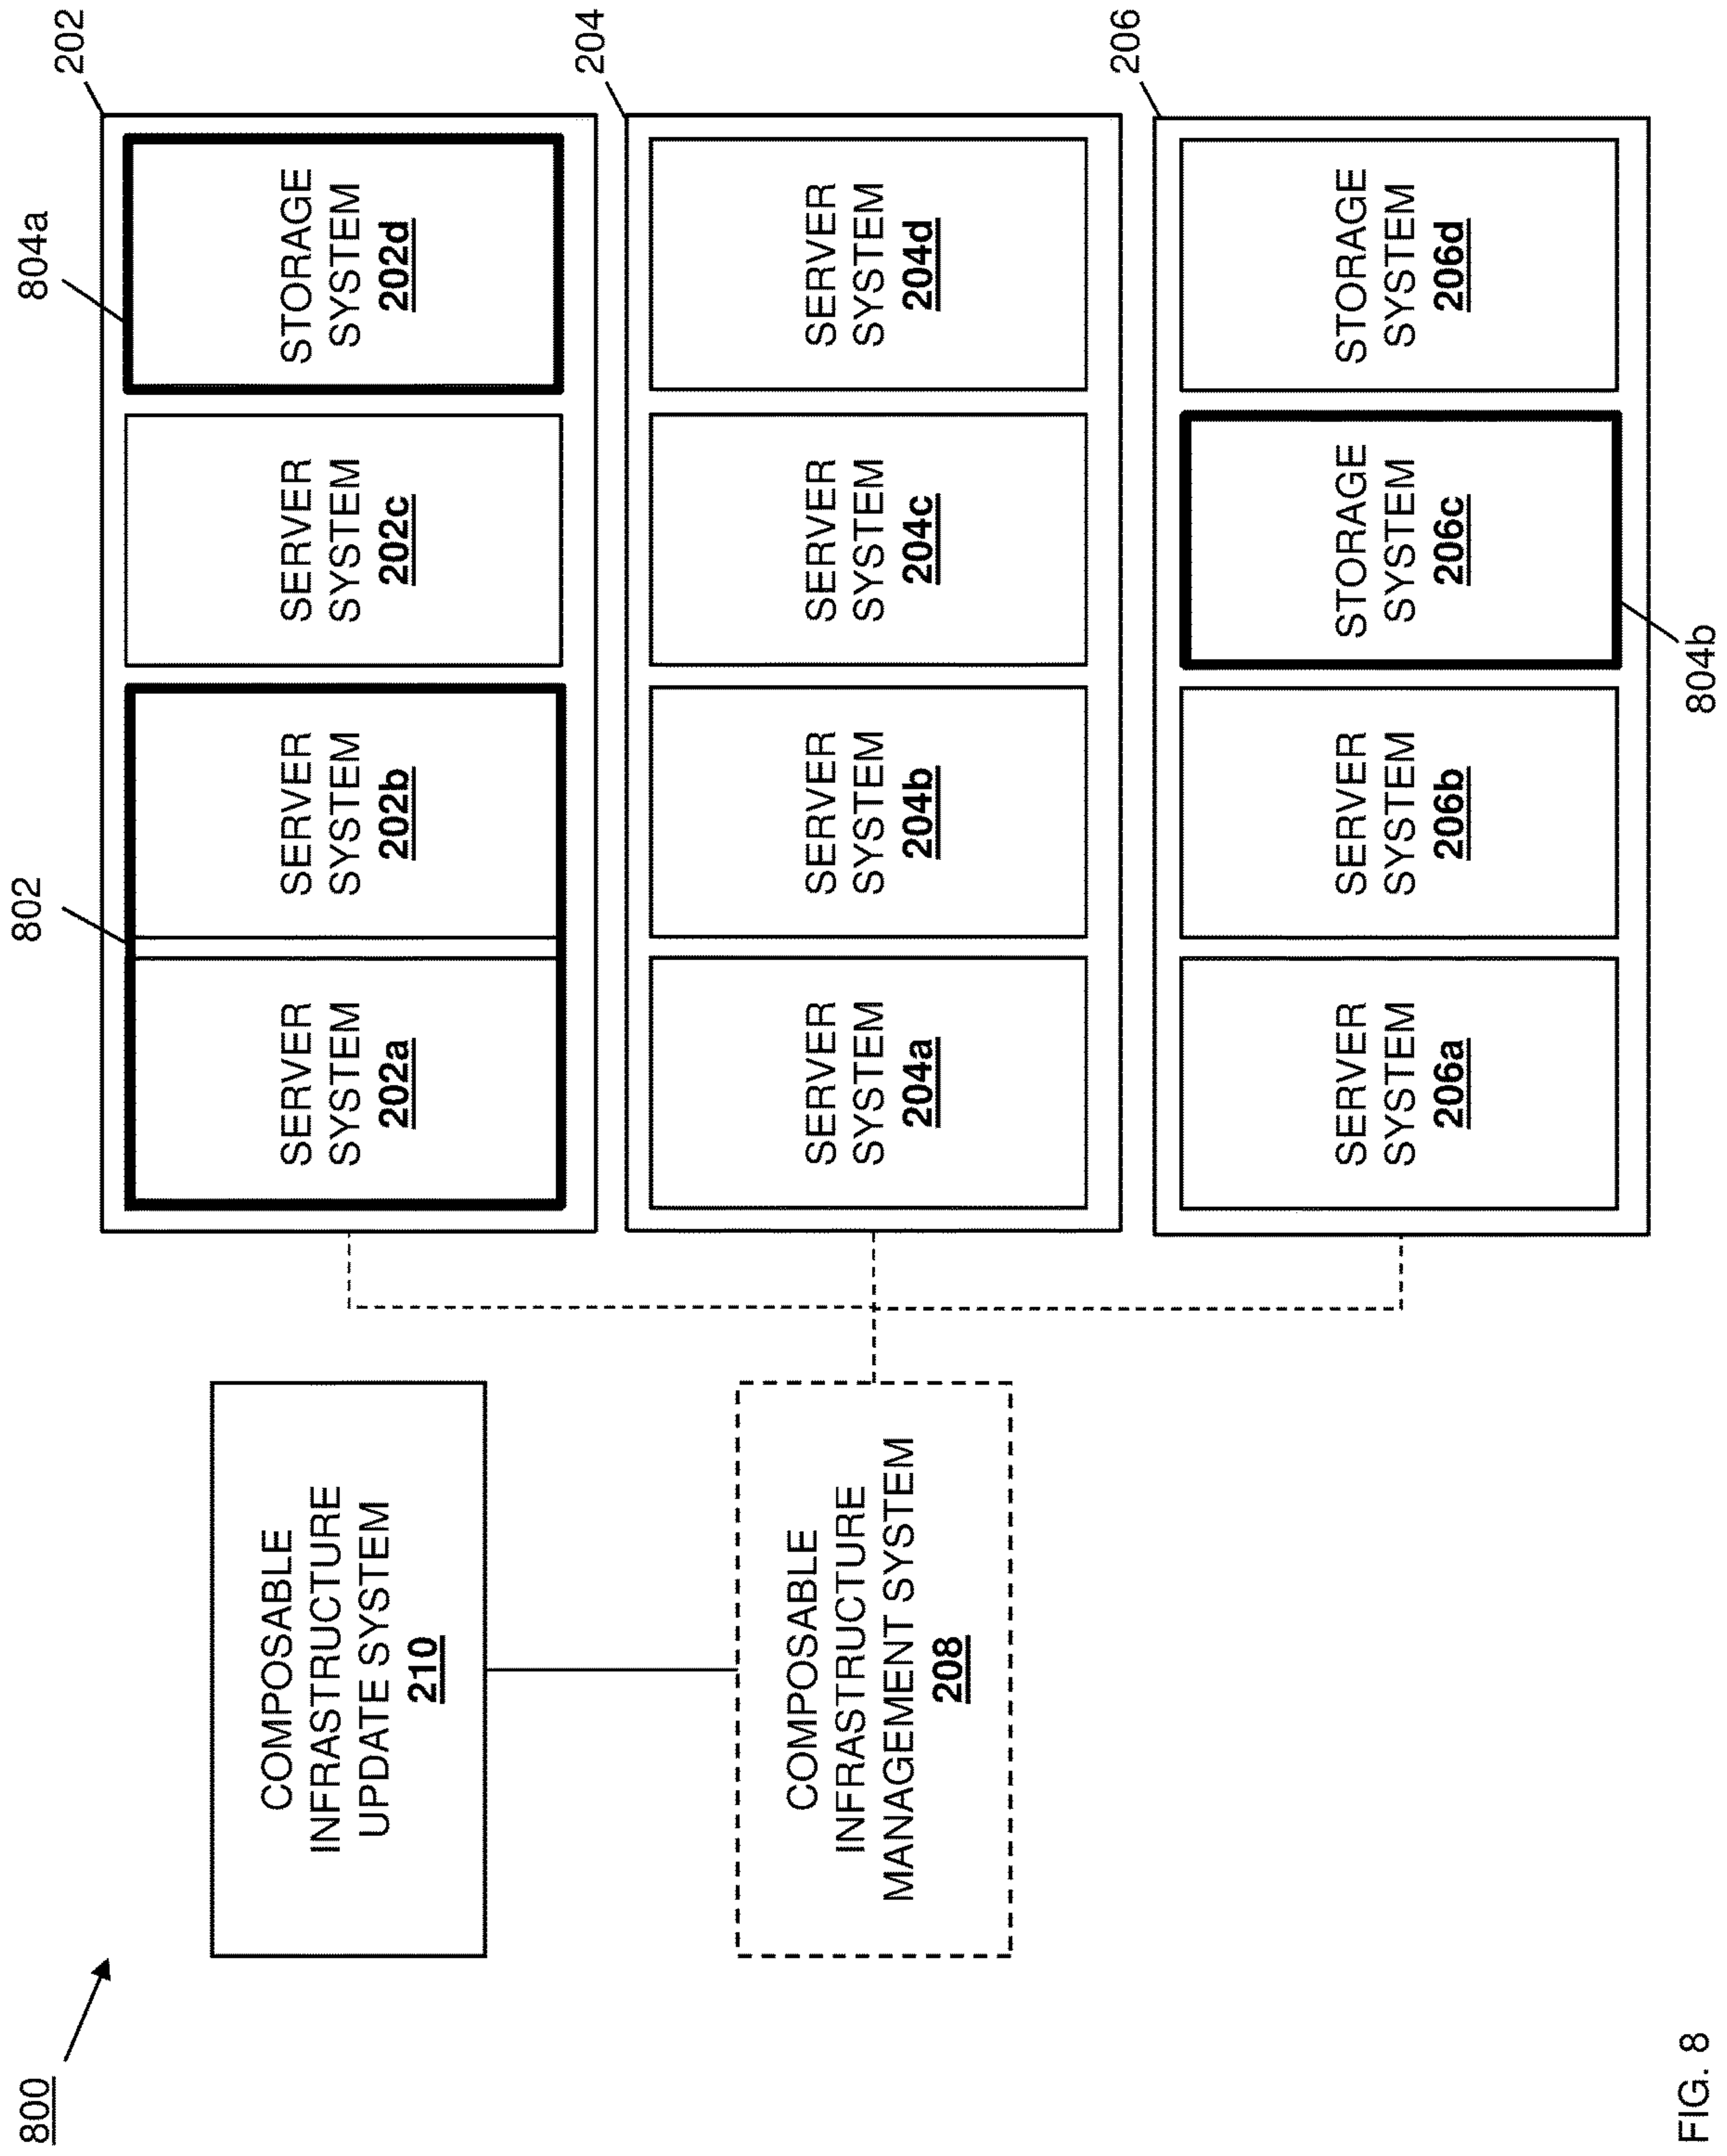 800
COMPOSABLE
INFRASTRUCTURE
UPDATE SYSTEM
210
COMPOSABLE
INFRASTRUCTURE
MANAGEMENT SYSTEM
208
802
804a
202
SERVER
SYSTEM
202a
SERVER
SYSTEM
202b
SERVER
SYSTEM
202c
STORAGE
SYSTEM
202d
204
SERVER
SYSTEM
204a
SERVER
SYSTEM
204b
SERVER
SYSTEM
204c
SERVER
SYSTEM
204d
206
SERVER
SYSTEM
206a
SERVER
SYSTEM
206b
STORAGE
SYSTEM
206c
STORAGE
SYSTEM
206d
804b
FIG. 8